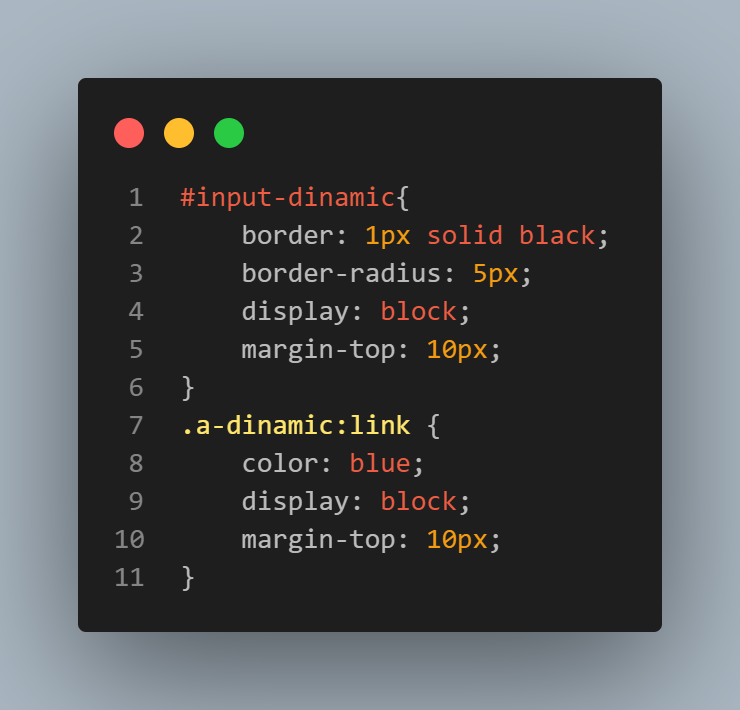 1 #input-dinamic{
2     border: 1px solid black;
3     border-radius: 5px;
4     display: block;
5     margin-top: 10px;
6 }
7 .a-dinamic:link {
8     color: blue;
9     display: block;
10     margin-top: 10px;
11 }